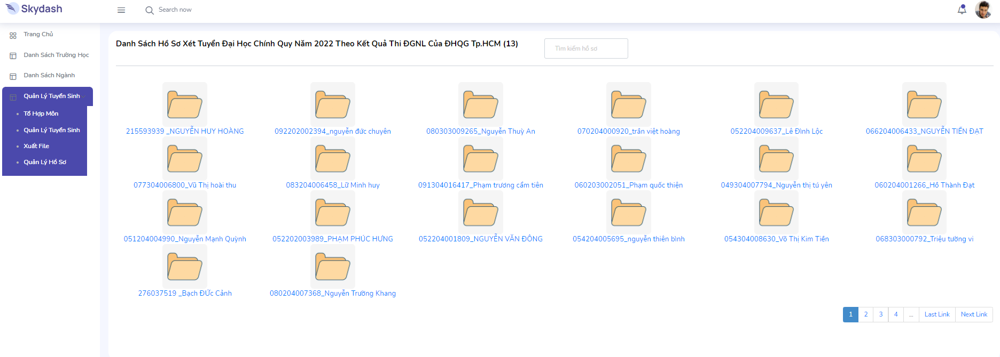 Skydash
Search now
Trang Chủ
Danh Sách Trường Học
Danh Sách Ngành
Quản Lý Tuyển Sinh
Tổ Hợp Môn
Quản Lý Tuyển Sinh
Xuất File
Quản Lý Hồ Sơ
Danh Sách Hồ Sơ Xét Tuyển Đại Học Chính Quy Năm 2022 Theo Kết Quả Thi ĐGNL Của ĐHQG Tp.HCM (13)
Tìm kiếm hồ sơ
215593939 _NGUYỄN HUY HOÀNG
092202002394_nguyễn đức chuyên
080303009265_Nguyễn Thuỳ An
070204000920_trần việt hoàng
052204009637_Lê Đình Lộc
066204006433_NGUYỄN TIẾN ĐẠT
077304006800_Vũ Thị hoài thu
083204006458_Lữ Minh huy
091304016417_Phạm trương cẩm tiên
060203002051_Phạm quốc thiện
049304007794_Nguyễn thị tú yên
060204001266_Hồ Thành Đạt
051204004990_Nguyễn Mạnh Quỳnh
052202003989_PHẠM PHÚC HƯNG
052204001809_NGUYỄN VĂN ĐÔNG
054204005695_nguyễn thiên bình
054304008630_Võ Thị Kim Tiền
068303000792_Triệu tường vi
276037519 _Bạch ĐỨc Cảnh
080204007368_Nguyễn Trường Khang
1 2 3 4 ... Last Link Next Link